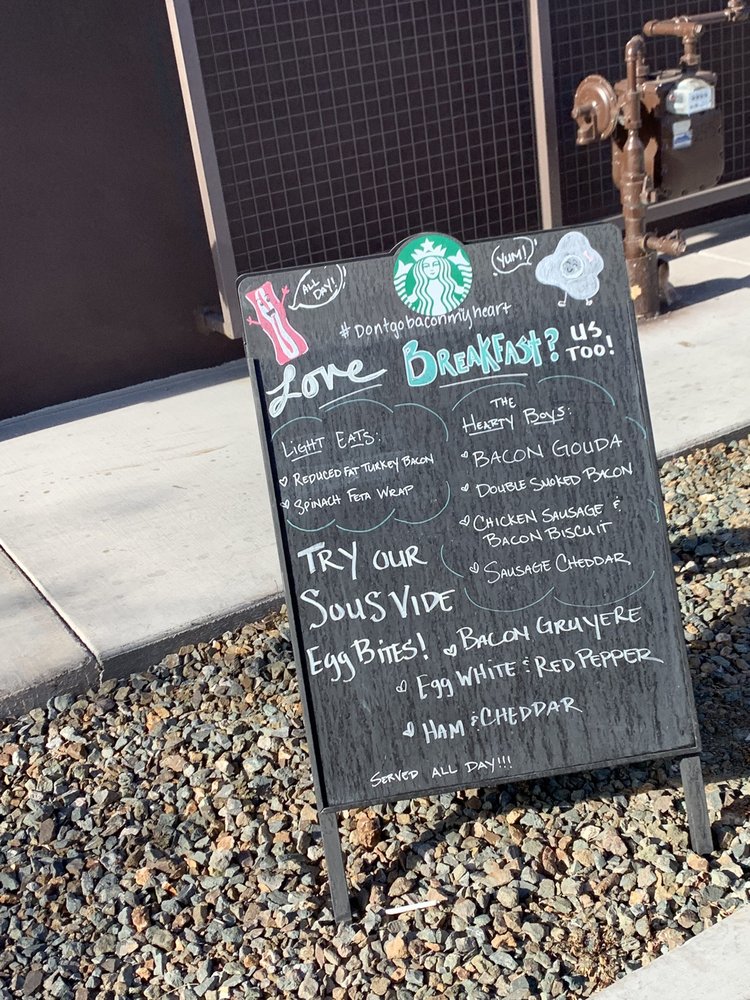 ALL DAY!
YUM!
#Dontgobaconmyheart
Love BREAKFAST? US TOO!
LIGHT EATS:
REDUCED FAT TURKEY BACON
SPINACH FETA WRAP
THE
HEARTY BOYS:
BACON GOUDA
DOUBLE SMOKED BACON
CHICKEN SAUSAGE &
BACON BISCUIT
SAUSAGE CHEDDAR
TRY OUR
SOUS VIDE
Egg BITES!
BACON GRUYERE
Egg WHITE & RED PEPPER
HAM & CHEDDAR
SERVED ALL DAY!!!